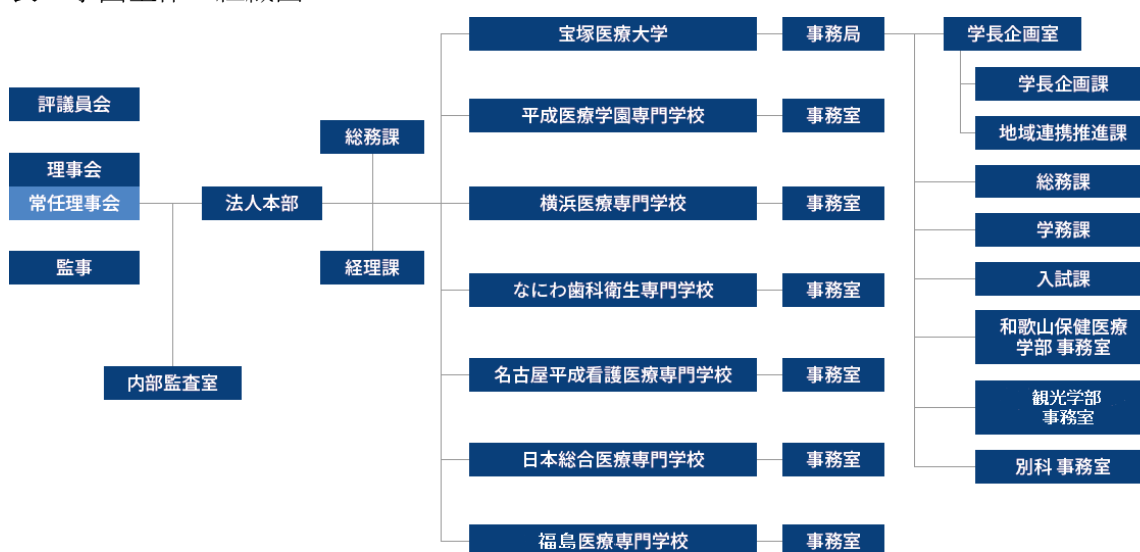 評議員会
理事会
常任理事会
監事
内部監査室
法人本部
総務課
経理課
宝塚医療大学
事務局
平成医療学園専門学校
事務室
横浜医療専門学校
事務室
なにわ歯科衛生専門学校
事務室
名古屋平成看護医療専門学校
事務室
日本総合医療専門学校
事務室
福島医療専門学校
事務室
学長企画室
学長企画課
地域連携推進課
総務課
学務課
入試課
和歌山保健医療
学部 事務室
観光学部
事務室
別科 事務室